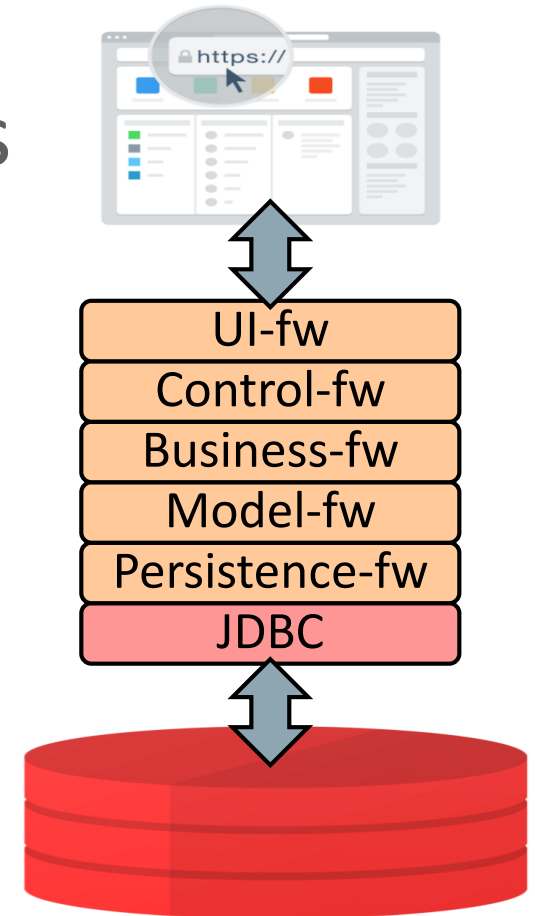 https://
s
UI-fw
Control-fw
Business-fw
Model-fw
Persistence-fw
JDBC